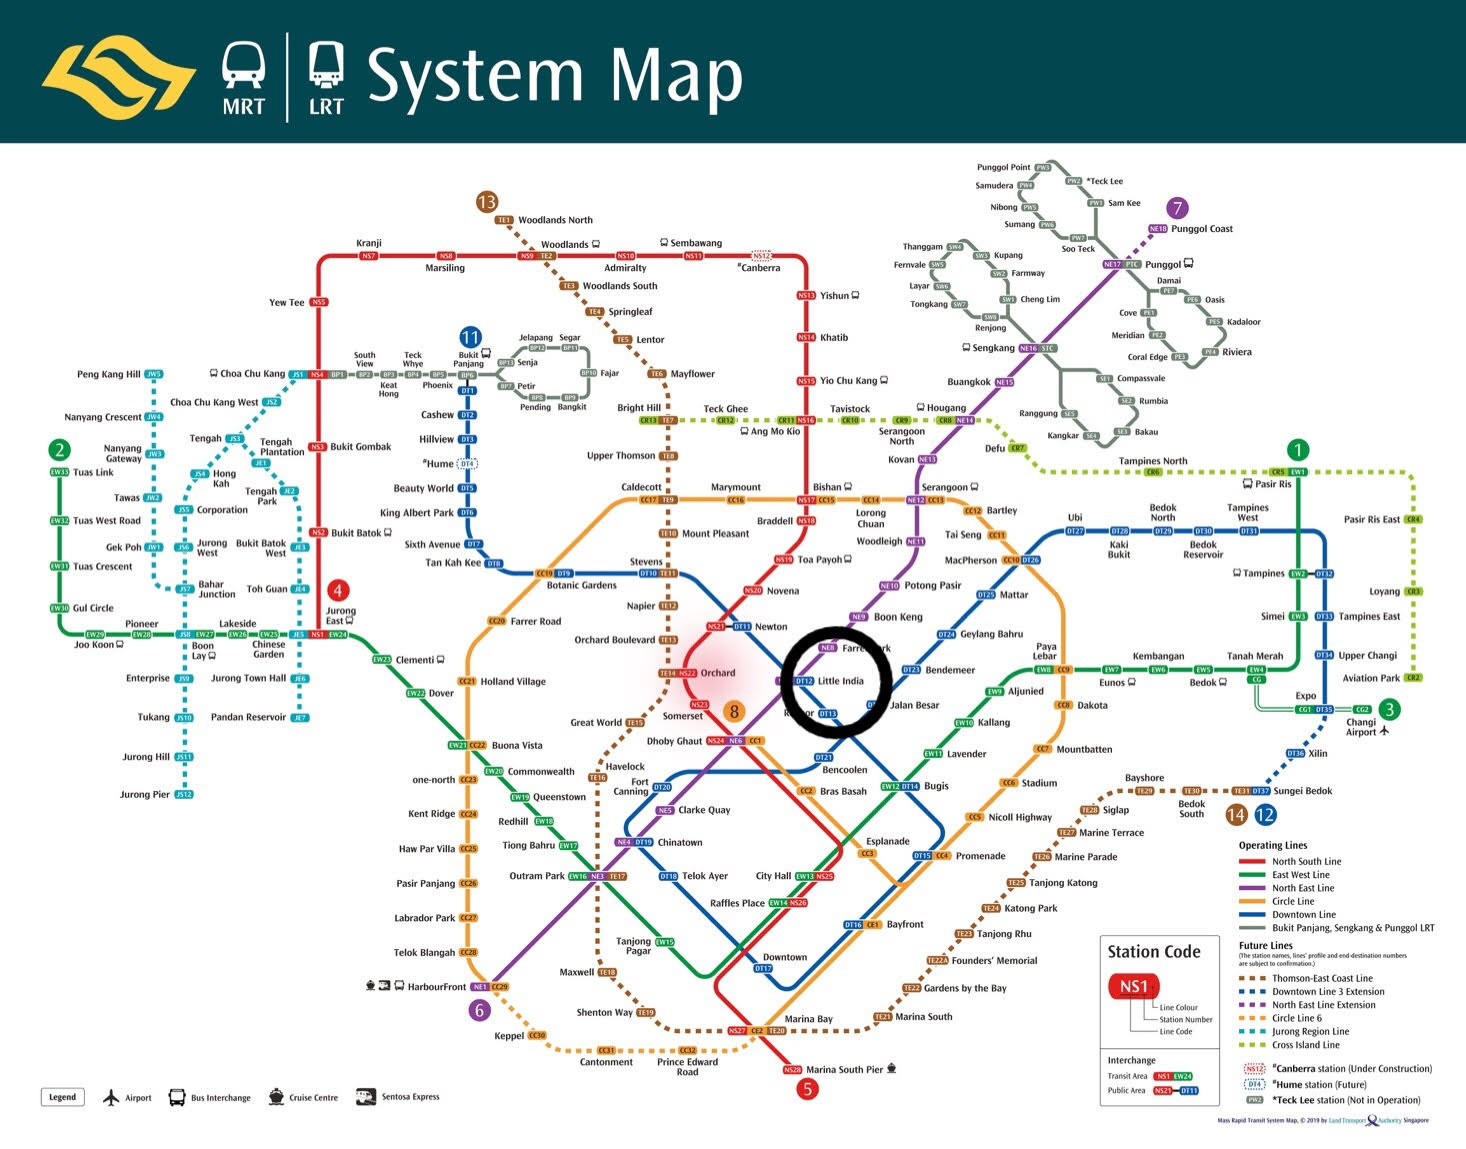 MRT
LRT
System Map
Punggol Point PW3
PW2 *Teck Lee
Samudera PW4
PW1 Sam Kee
Nibong PW5
Sumang PW6
PW7
Soo Teck
7
NE18 Punggol Coast
13
TE1 Woodlands North
Kranji
NS7
NS8
Marsiling
Woodlands
NS9 TE2
NS10
Admiralty
Sembawang
NS11
NS12
#Canberra
Thanggam SW4
SW3 Kupang
Fernvale SW5
SW2 Farmway
Layar SW6
SW1 Cheng Lim
Tongkang SW7
SW8
Renjong
NE17 PTC Punggol
Damai
PE7
PE6 Oasis
Cove PE1
PE5 Kadaloor
Meridian PE2
PE4 Riviera
Coral Edge PE3
TE3 Woodlands South
Yew Tee NS5
NS13 Yishun
TE4 Springleaf
TE5 Lentor
NS14 Khatib
11
Bukit Panjang
BP6
DT1
Jelapang
BP12
Segar
BP11
BP13 Senja
BP10 Fajar
Petir
BP7
BP8
Pending
BP9
Bangkit
Sengkang NE16 STC
Peng Kang Hill JW5
Choa Chu Kang JS1 NS4 BP1
South View
BP2
BP3
Keat Hong
Teck Whye
BP4
BP5
Phoenix
TE6 Mayflower
NS15 Yio Chu Kang
Buangkok NE15
SE1 Compassvale
SE2 Rumbia
SE3 Bakau
Kangkar SE4
Ranggung SE5
Choa Chu Kang West JS2
Nanyang Crescent JW4
Cashew DT2
Bright Hill
CR13 TE7
Teck Ghee
CR12
CR11 NS16
Ang Mo Kio
Tavistock
CR10
CR9
Serangoon North
Hougang
CR8 NE14
Defu CR7
Tampines North
CR6
1
CR5 EW1
Pasir Ris
2
EW33 Tuas Link
Nanyang Gateway JW3
Tengah JS3
Tengah Plantation
JE1
NS3 Bukit Gombak
Hillview DT3
#Hume DT4
Upper Thomson TE8
Kovan NE13
JS4 Hong Kah
Tengah Park JE2
Beauty World DT5
Tawas JW2
JS5 Corporation
King Albert Park DT6
Caldecott
CC17 TE9
Marymount
CC16
Bishan
NS17 CC15
CC14
Lorong Chuan
Serangoon
NE12 CC13
CC12 Bartley
EW32 Tuas West Road
NS2 Bukit Batok
Braddell NS18
Pasir Ris East CR4
Gek Poh JW1
JS6 Jurong West
Bukit Batok West JE3
Sixth Avenue DT7
TE10 Mount Pleasant
Woodleigh NE11
Tai Seng CC11
Ubi
DT27
DT28
Kaki Bukit
Bedok North
DT29
DT30
Bedok Reservoir
Tampines West
DT31
EW31 Tuas Crescent
Tan Kah Kee DT8
CC19 DT9
Botanic Gardens
Stevens
DT10 TE11
NS19 Toa Payoh
MacPherson CC10 DT26
Tampines EW2 DT32
JS7 Bahar Junction
Toh Guan JE4
4
NS20 Novena
NE10 Potong Pasir
DT25 Mattar
Loyang CR3
EW30 Gul Circle
Napier TE12
NE9 Boon Keng
Simei EW3
DT33 Tampines East
CC20 Farrer Road
Joo Koon
EW29
Pioneer
EW28
JS8 EW27
Boon Lay
Lakeside
EW26
EW25
Chinese Garden
JE5
NS1 EW24
Jurong East
NS21 DT11 Newton
DT24 Geylang Bahru
EW23 Clementi
Orchard Boulevard TE13
NE8
Paya Lebar
EW8 CC9
EW7
Eunos
Kembangan
EW6
EW5
Bedok
Tanah Merah
EW4
CG
DT34 Upper Changi
Enterprise JS9
Jurong Town Hall JE6
EW22 Dover
CC21 Holland Village
TE14 NS22 Orchard
DT12 Little India
DT23 Bendemeer
EW9 Aljunied
Aviation Park CR2
NS23
Somerset
8
DT13
Jalan Besar
CC8 Dakota
Expo
CG1 DT35
CG2
Changi Airport
3
Tukang JS10
Pandan Reservoir JE7
Great World TE15
EW10 Kallang
Jurong Hill JS11
EW21 CC22 Buona Vista
Dhoby Ghaut NS24 NE6 CC1
DT21
Bencoolen
EW11 Lavender
CC7 Mountbatten
DT36 Xilin
Jurong Pier JS12
one-north CC23
EW20 Commonwealth
Havelock
TE16
Fort Canning
DT20
CC2 Bras Basah
EW12 DT14 Bugis
CC6 Stadium
Bayshore
TE29
TE30
Bedok South
TE31 DT37 Sungei Bedok
EW19 Queenstown
Kent Ridge CC24
Redhill EW18
NE5 Clarke Quay
CC5 Nicoll Highway
TE28 Siglap
14
12
Haw Par Villa CC25
Tiong Bahru EW17
NE4 DT19 Chinatown
Esplanade
CC3
DT15 CC4 Promenade
TE27 Marine Terrace
TE26 Marine Parade
Pasir Panjang CC26
Outram Park EW16 NE3 TE17
DT18 Telok Ayer
City Hall EW13 NS25
TE25 Tanjong Katong
Labrador Park CC27
Raffles Place EW14 NS26
DT16 CE1 Bayfront
TE24 Katong Park
Telok Blangah CC28
Tanjong Pagar
EW15
TE23 Tanjong Rhu
HarbourFront NE1 CC29
6
Maxwell TE18
Downtown
DT17
TE22A Founders' Memorial
TE22 Gardens by the Bay
Shenton Way TE19
TE21 Marina South
Keppel CC30
CC31
Cantonment
CC32
Prince Edward Road
Marina Bay
NS27 CE2 TE20
NS28 Marina South Pier
5
Operating Lines
North South Line
East West Line
North East Line
Circle Line
Downtown Line
Bukit Panjang, Sengkang & Punggol LRT
Future Lines
(The station names, lines' profile and end-destination numbers
are subject to confirmation.)
Thomson-East Coast Line
Downtown Line 3 Extension
North East Line Extension
Circle Line 6
Jurong Region Line
Cross Island Line
NS12 #Canberra station (Under Construction)
DT4 #Hume station (Future)
PW2 *Teck Lee station (Not in Operation)
Station Code
NS1
Line Colour
Station Number
Line Code
Interchange
Transit Area NS1 EW24
Public Area NS21 DT11
Legend
Airport
Bus Interchange
Cruise Centre
Sentosa Express
Mass Rapid Transit System Map, © 2019 by Land Transport Authority Singapore